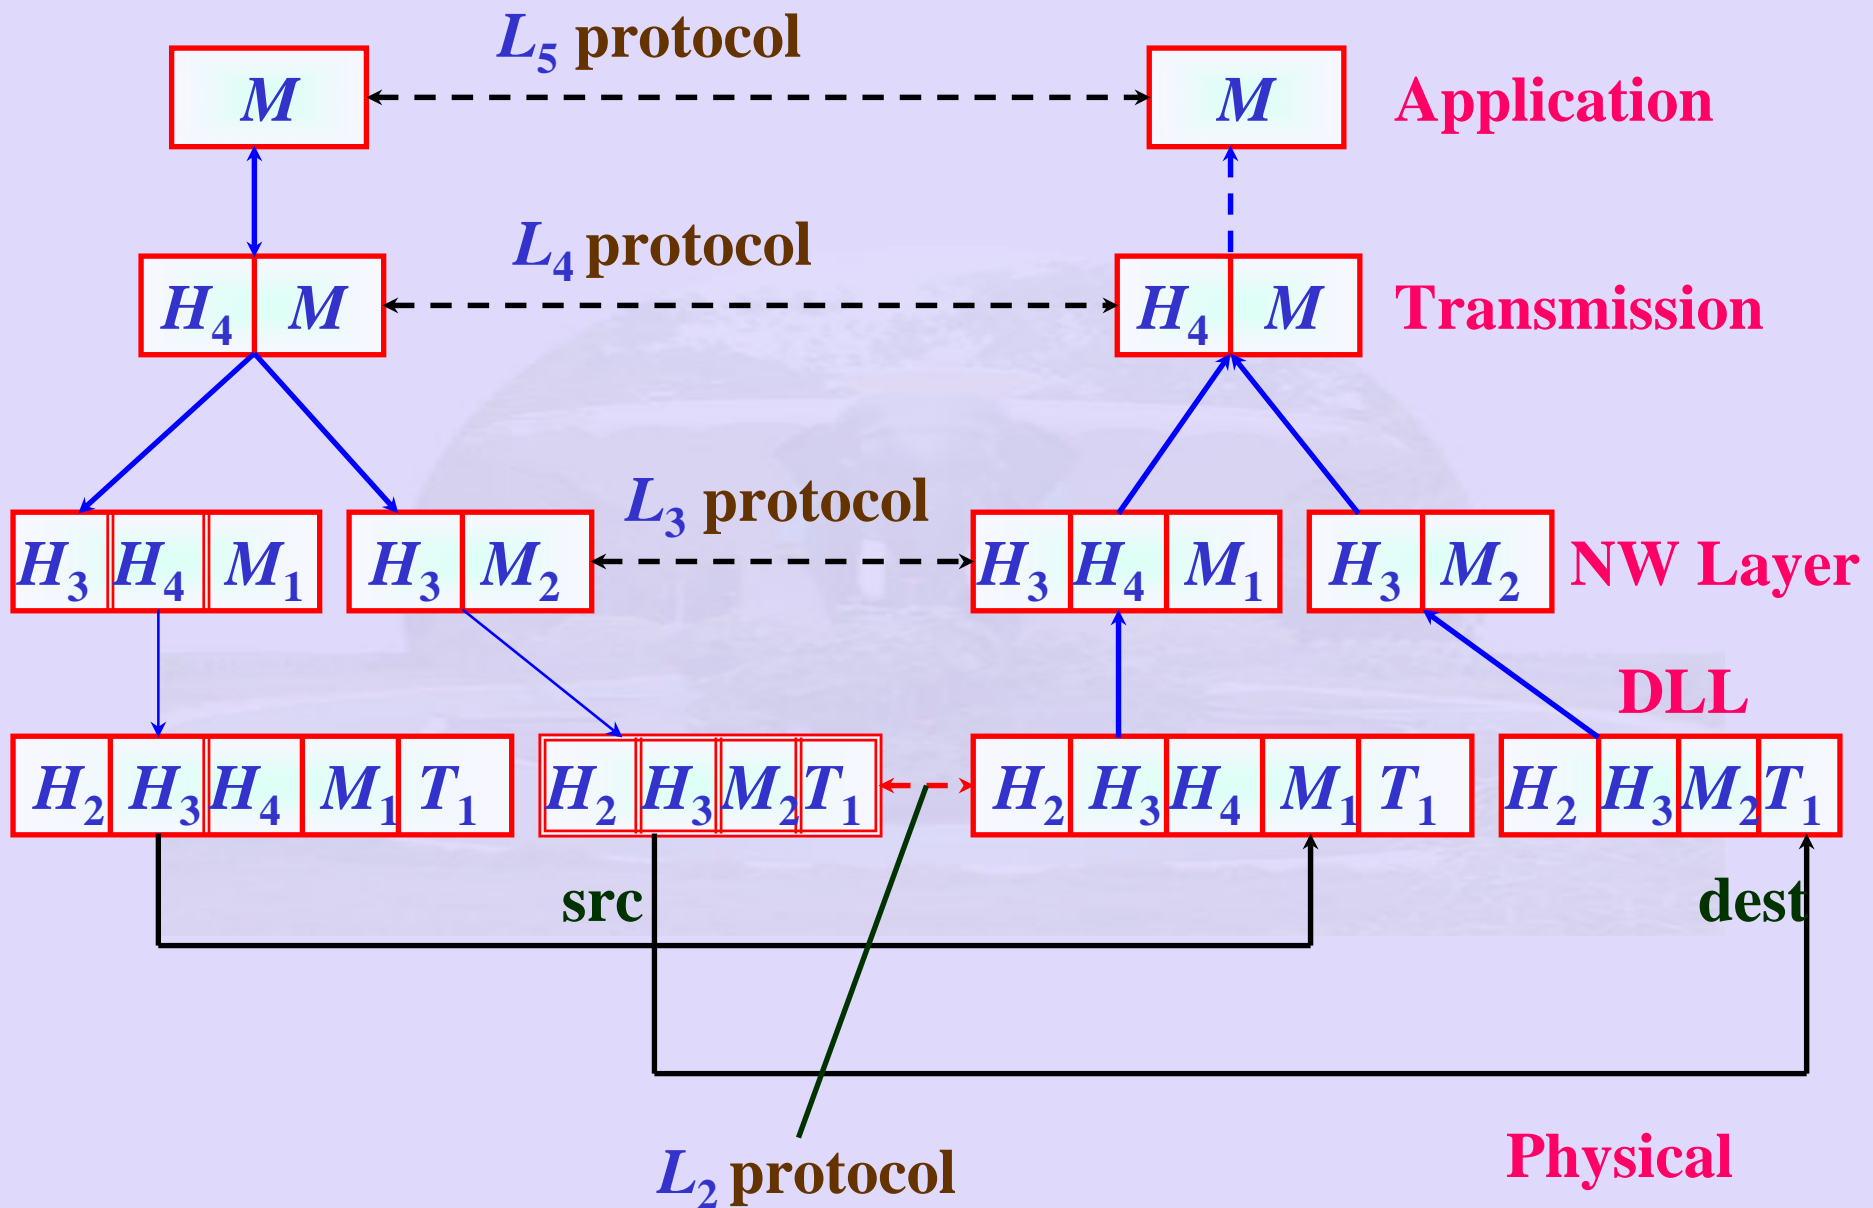 L5 protocol
M M Application
L4 protocol
H4 M H4 M Transmission
L3 protocol
H3 H4 M1 H3 M2 H3 H4 M1 H3 M2 NW Layer
DLL
H2 H3 H4 M1 T1 H2 H3 M2 T1 H2 H3 H4 M1 T1 H2 H3 M2 T1
src dest
L2 protocol Physical